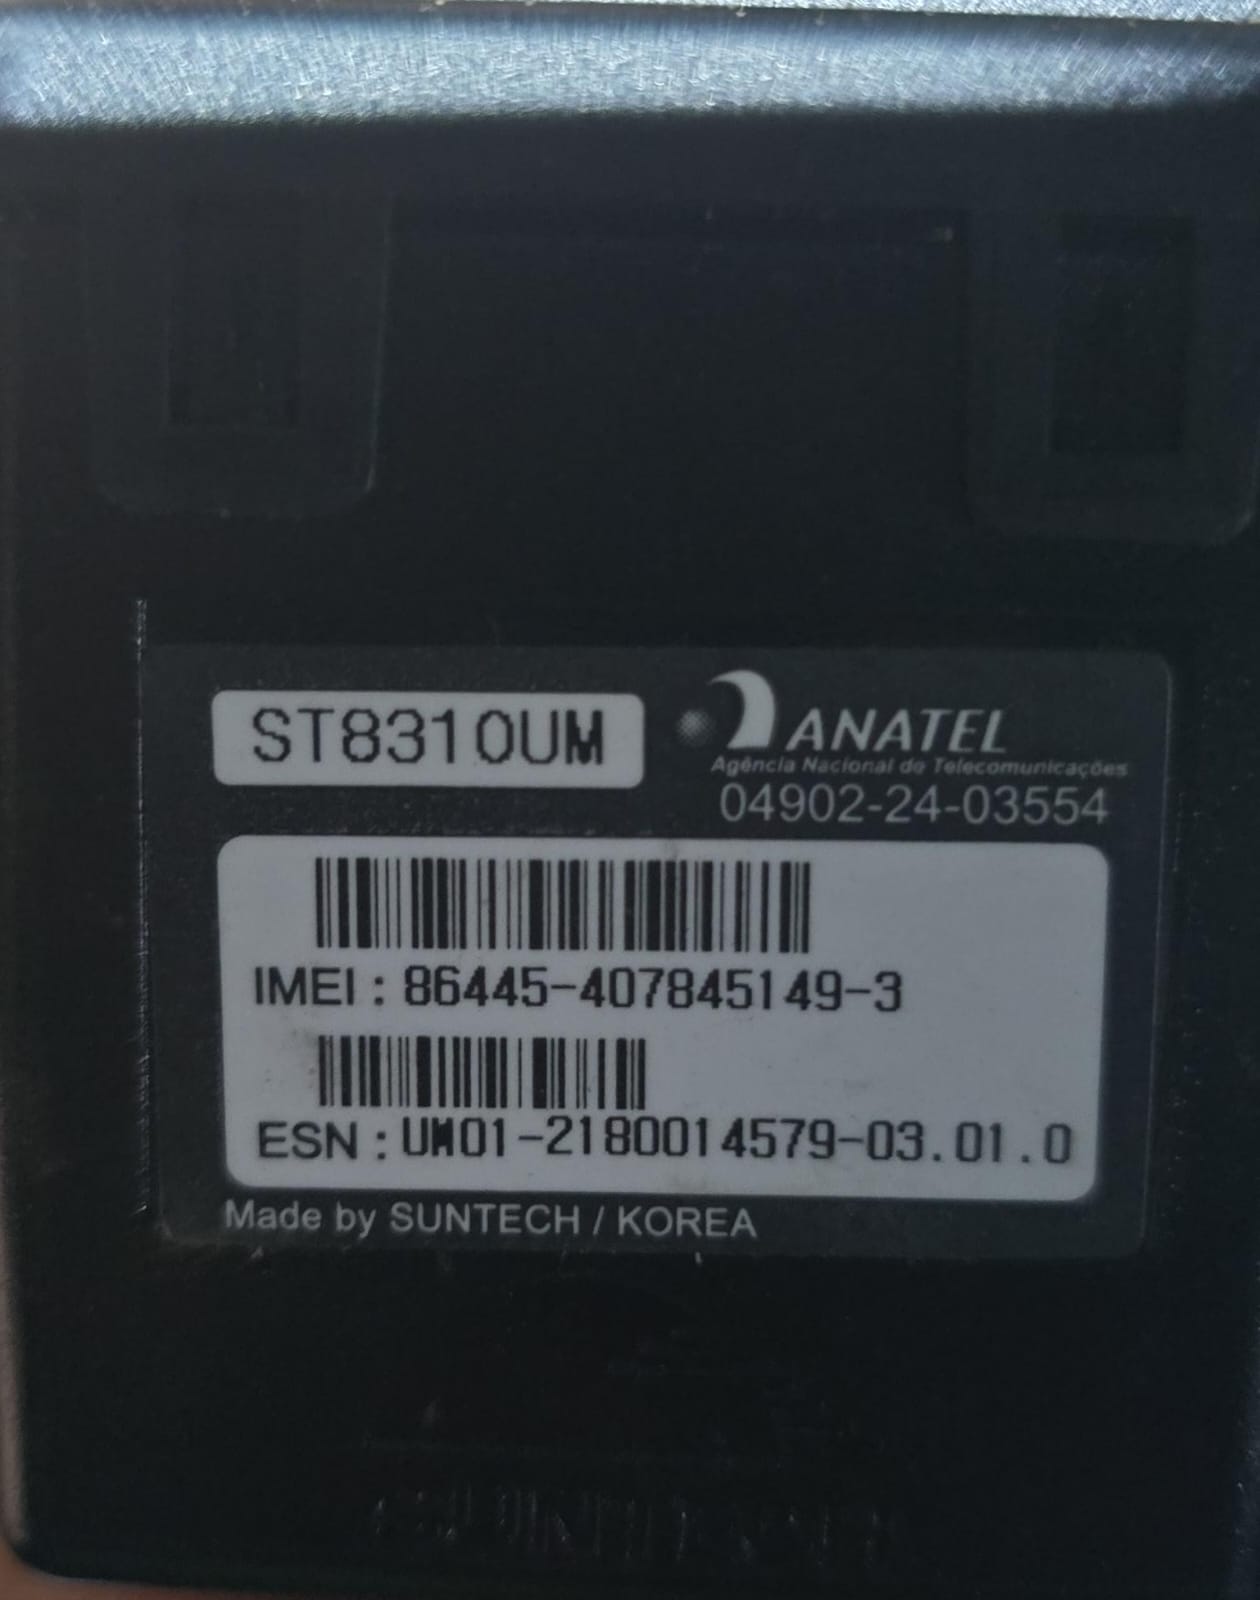 ST8310UM
ANATEL
Agência Nacional de Telecomunicações
04902-24-03554
IMEI : 86445-407845149-3
ESN : UM01-2180014579-03.01.0
Made by SUNTECH / KOREA
SUNTECH